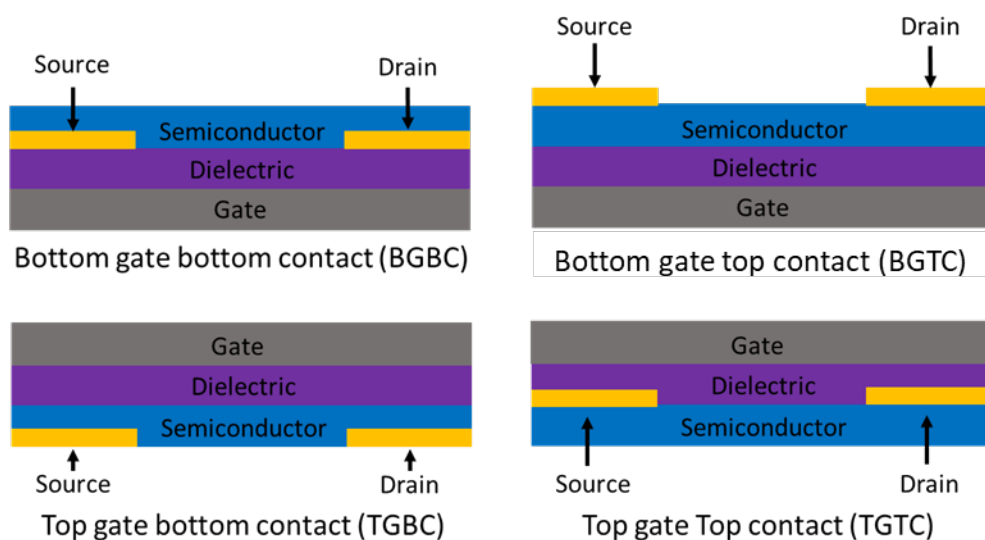 Source
Drain
Semiconductor
Dielectric
Gate
Bottom gate bottom contact (BGBC)
Source
Drain
Semiconductor
Dielectric
Gate
Bottom gate top contact (BGTC)
Gate
Dielectric
Semiconductor
Source
Drain
Top gate bottom contact (TGBC)
Gate
Dielectric
Semiconductor
Source
Drain
Top gate Top contact (TGTC)